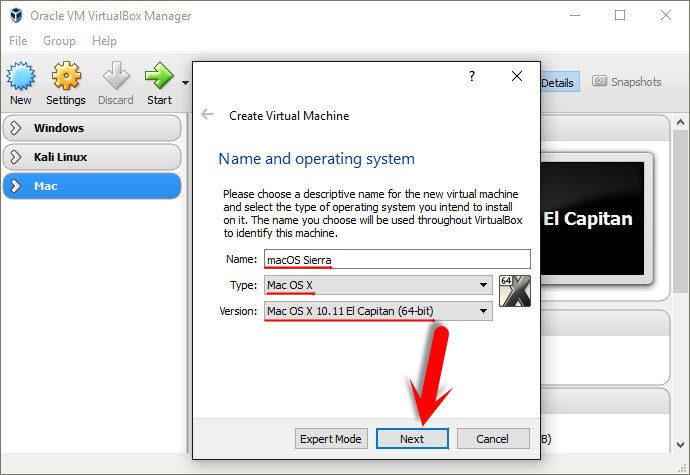 Oracle VM VirtualBox Manager
File Group Help
New Settings Discard Start
Details Snapshots
Windows
Kali Linux
Mac
El Capitan
?
Create Virtual Machine
Name and operating system
Please choose a descriptive name for the new virtual machine
and select the type of operating system you intend to install
on it. The name you choose will be used throughout VirtualBox
to identify this machine.
Name: macOS Sierra
Type: Mac OS X
64
X
Version: Mac OS X 10.11 El Capitan (64-bit)
Expert Mode Next Cancel
B)